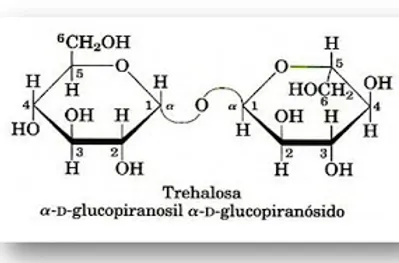 ⁶CH₂OH H
O O 5
H 5 H HOCH₂ OH
H 6
4 1 α O α 1 4
HO OH H H OH H H
3 2 2 3
H OH H OH
Trehalosa
α-D-glucopiranosil α-D-glucopiranósido